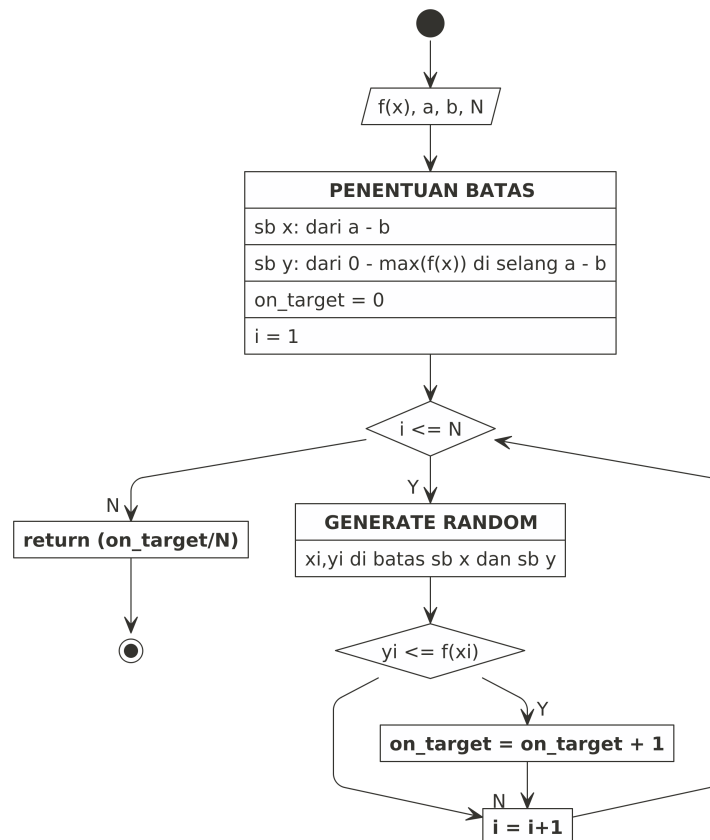 f(x), a, b, N
PENENTUAN BATAS
sb x: dari a - b
sb y: dari 0 - max(f(x)) di selang a - b
on_target = 0
i = 1
i <= N
N
Y
return (on_target/N)
GENERATE RANDOM
xi,yi di batas sb x dan sb y
yi <= f(xi)
Y
on_target = on_target + 1
N
i = i+1